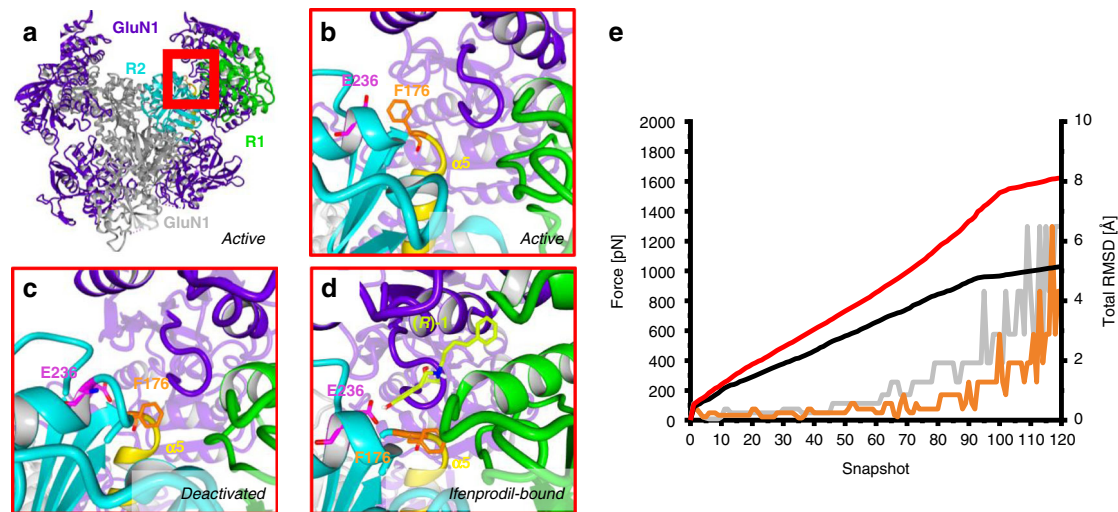 a
GluN1
R2
R1
GluN1
Active
b
E236
F176
α5
Active
c
E236
F176
α5
Deactivated
d
(R)-1
E236
F176
α5
Ifenprodil-bound
e
2000
1800
1600
1400
1200
1000
800
600
400
200
0
Force [pN]
10
8
6
4
2
0
Total RMSD [Å]
0 10 20 30 40 50 60 70 80 90 100 110 120
Snapshot